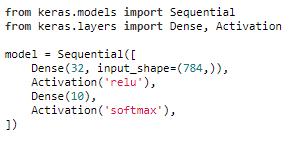 from keras.models import Sequential
from keras.layers import Dense, Activation

model = Sequential([
    Dense(32, input_shape=(784,)),
    Activation('relu'),
    Dense(10),
    Activation('softmax'),
])